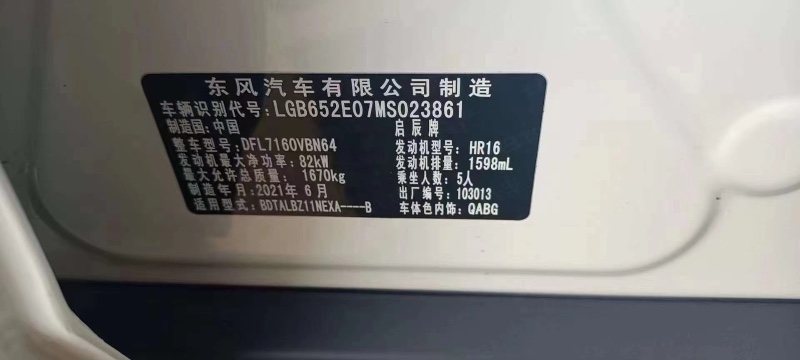 东风汽车有限公司制造
车辆识别代号:LGB652E07MS023861
制造国:中国 启辰牌
整车型号:DFL7160VBN64 发动机型号:HR16
发动机最大净功率:82kW 发动机排量:1598mL
最大允许总质量:1670kg 乘坐人数:5人
制造年月:2021年6月 出厂编号:103013
适用型式:BDTALBZ11NEXA----B 车体色内饰:QABG